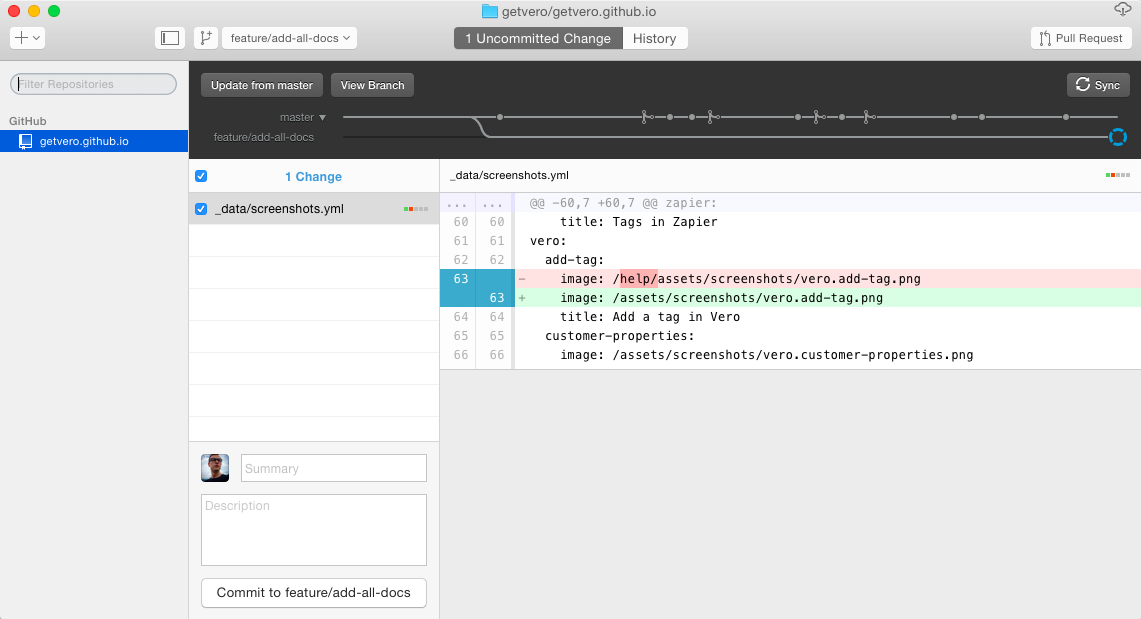 getvero/getvero.github.io
feature/add-all-docs
1 Uncommitted Change
History
Pull Request
Filter Repositories
GitHub
getvero.github.io
Update from master
View Branch
Sync
master
feature/add-all-docs
1 Change
_data/screenshots.yml
Summary
Description
Commit to feature/add-all-docs
_data/screenshots.yml
... ... @@ -60,7 +60,7 @@ zapier:
60 60 title: Tags in Zapier
61 61 vero:
62 62 add-tag:
63 - image: /help/assets/screenshots/vero.add-tag.png
63 + image: /assets/screenshots/vero.add-tag.png
64 64 title: Add a tag in Vero
65 65 customer-properties:
66 66 image: /assets/screenshots/vero.customer-properties.png